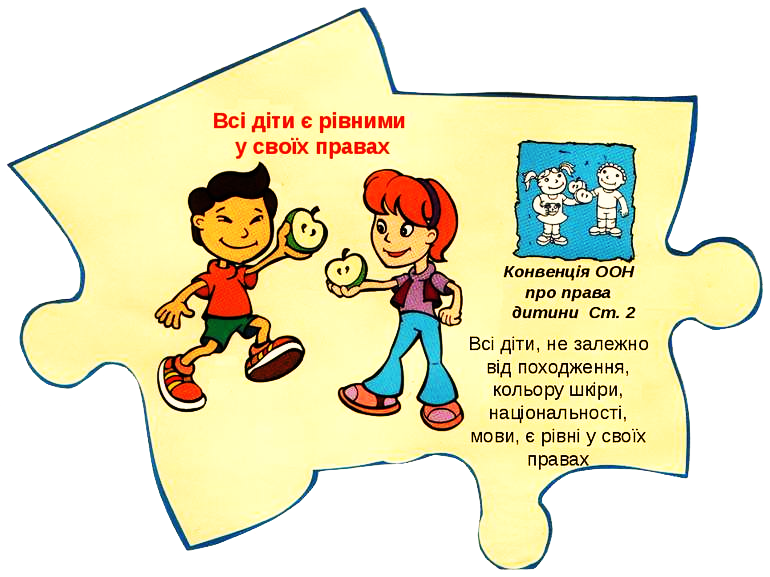 Всі діти є рівними
у своїх правах
Конвенція ООН
про права
дитини Ст. 2
Всі діти, не залежно
від походження,
кольору шкіри,
національності,
мови, є рівні у своїх
правах